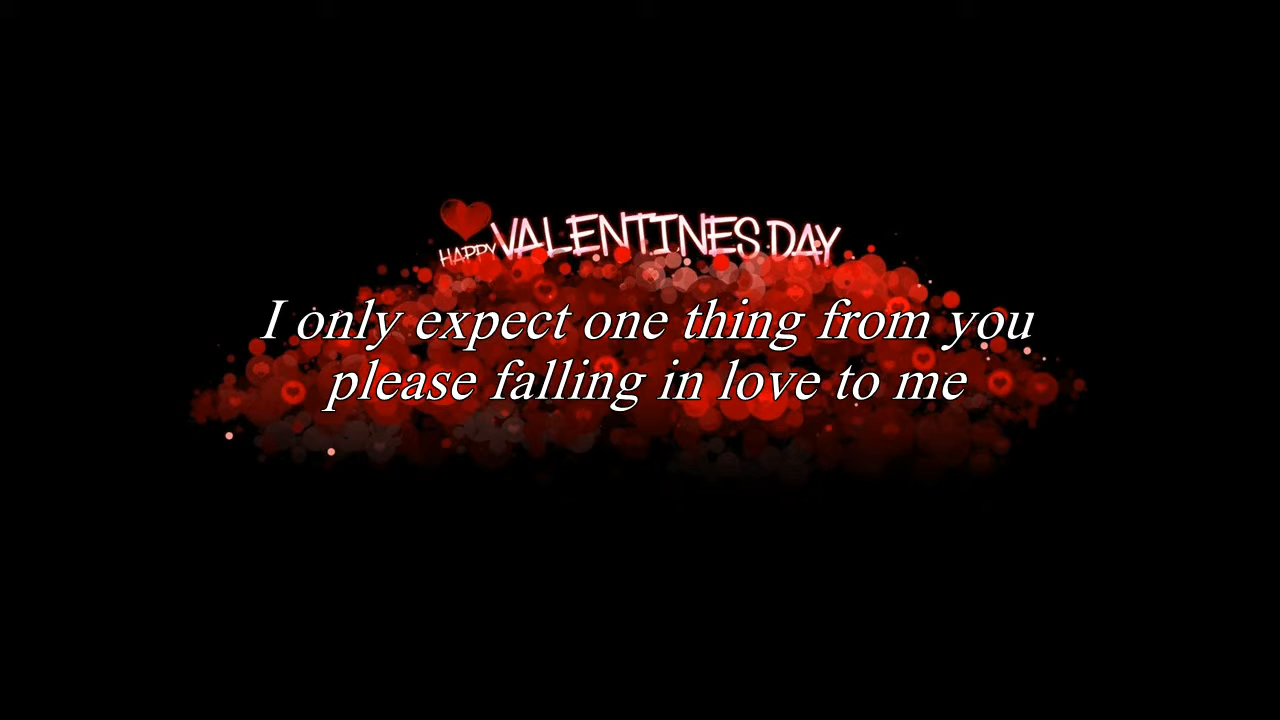 HAPPY VALENTINES DAY
I only expect one thing from you
please falling in love to me